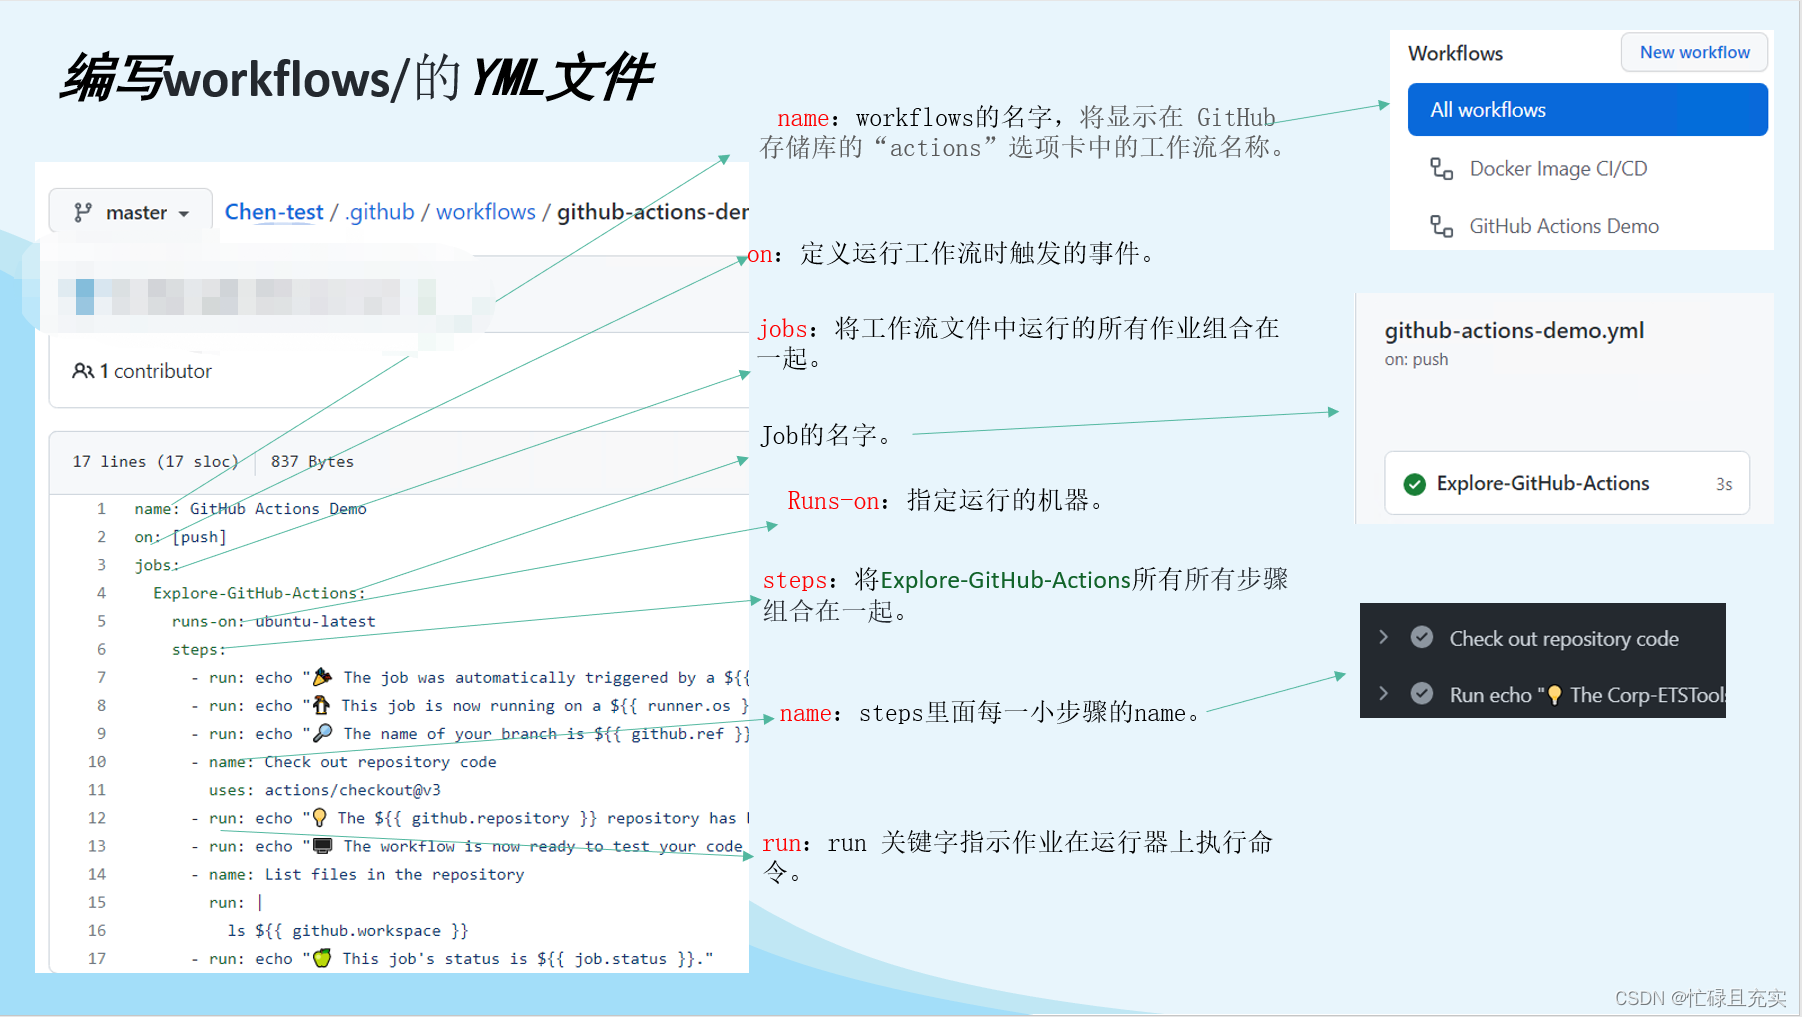 编写workflows/的 YML文件
master
Chen-test / .github / workflows / github-actions-der
1 contributor
17 lines (17 sloc) 837 Bytes
1 name: GitHub Actions Demo
2 on: [push]
3 jobs:
4 Explore-GitHub-Actions:
5 runs-on: ubuntu-latest
6 steps:
7 - run: echo "🎉 The job was automatically triggered by a ${{
8 - run: echo "🐧 This job is now running on a ${{ runner.os }
9 - run: echo "🔎 The name of your branch is ${{ github.ref }}
10 - name: Check out repository code
11 uses: actions/checkout@v3
12 - run: echo "💡 The ${{ github.repository }} repository has
13 - run: echo "🖥️ The workflow is now ready to test your code
14 - name: List files in the repository
15 run: |
16 ls ${{ github.workspace }}
17 - run: echo "🍏 This job's status is ${{ job.status }}."
name：workflows的名字，将显示在 GitHub
存储库的“actions”选项卡中的工作流名称。
on：定义运行工作流时触发的事件。
jobs：将工作流文件中运行的所有作业组合在
一起。
Job的名字。
Runs-on：指定运行的机器。
steps：将Explore-GitHub-Actions所有所有步骤
组合在一起。
name：steps里面每一小步骤的name。
run：run 关键字指示作业在运行器上执行命
令。
Workflows
New workflow
All workflows
Docker Image CI/CD
GitHub Actions Demo
github-actions-demo.yml
on: push
Explore-GitHub-Actions 3s
Check out repository code
Run echo "💡 The Corp-ETSTools
CSDN @忙碌且充实